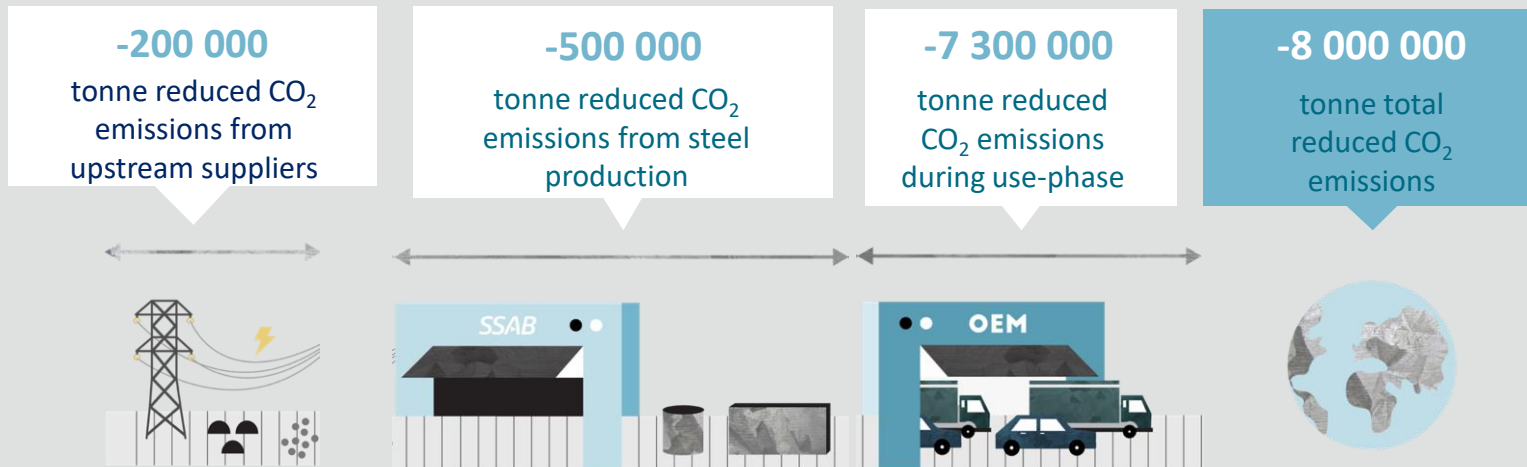 -200 000
tonne reduced CO₂
emissions from
upstream suppliers
-500 000
tonne reduced CO₂
emissions from steel
production
-7 300 000
tonne reduced
CO₂ emissions
during use-phase
-8 000 000
tonne total
reduced CO₂
emissions
SSAB
OEM